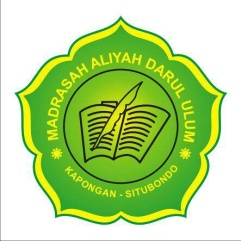 MADRASAH ALIYAH DARUL ULUM
KAPONGAN - SITUBONDO